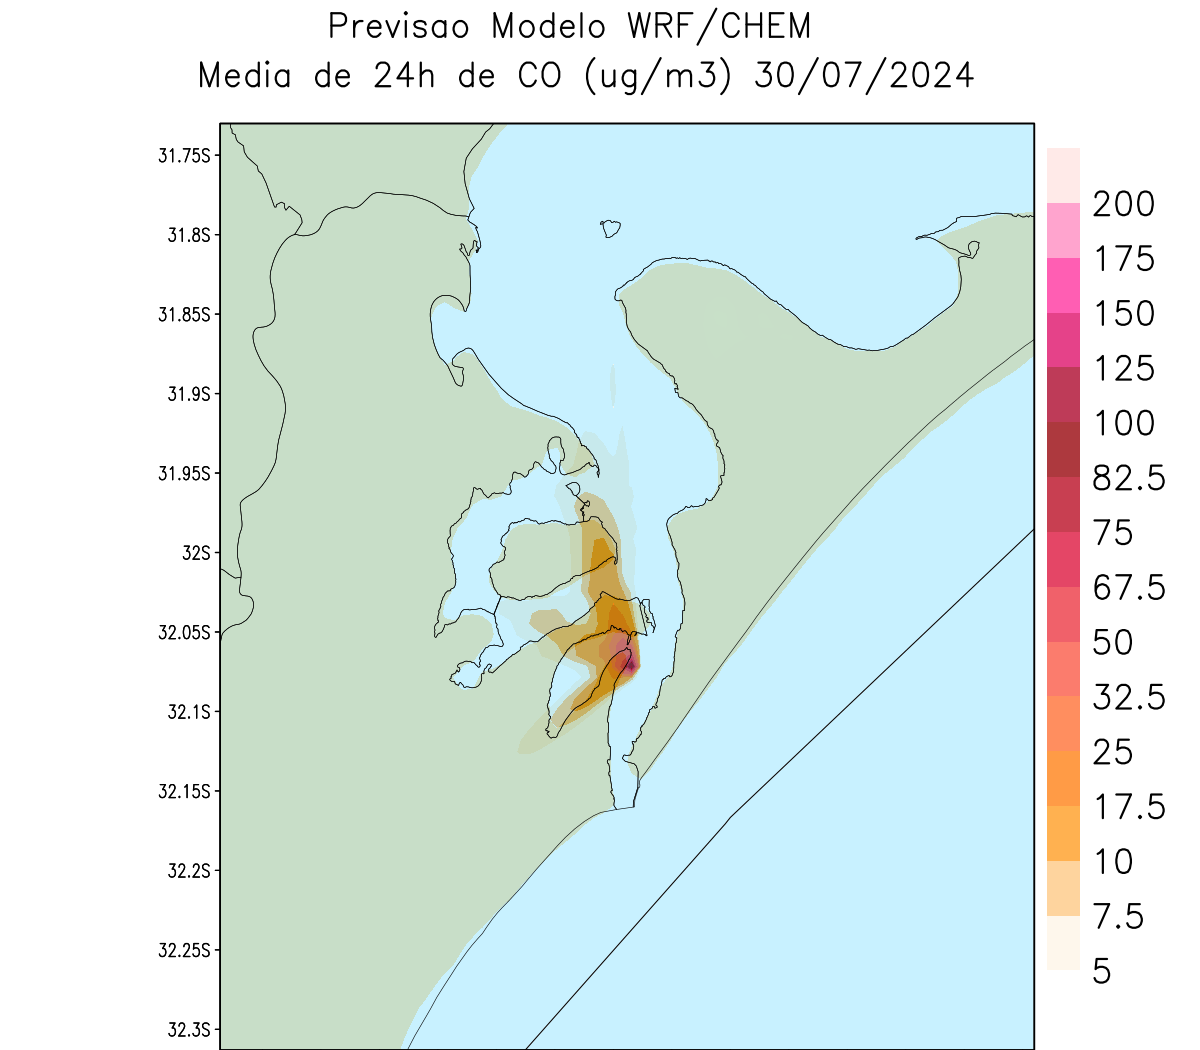 Previsao Modelo WRF/CHEM
Media de 24h de CO (ug/m3) 30/07/2024
31.75S
31.8S
31.85S
31.9S
31.95S
32S
32.05S
32.1S
32.15S
32.2S
32.25S
32.3S
200
175
150
125
100
82.5
75
67.5
50
32.5
25
17.5
10
7.5
5